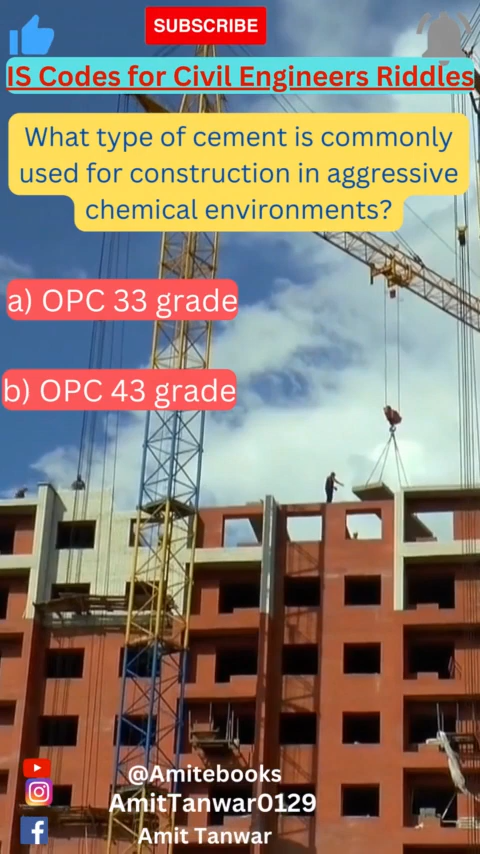 SUBSCRIBE
IS Codes for Civil Engineers Riddles
What type of cement is commonly
used for construction in aggressive
chemical environments?
a) OPC 33 grade
b) OPC 43 grade
@Amitebooks
AmitTanwar0129
Amit Tanwar